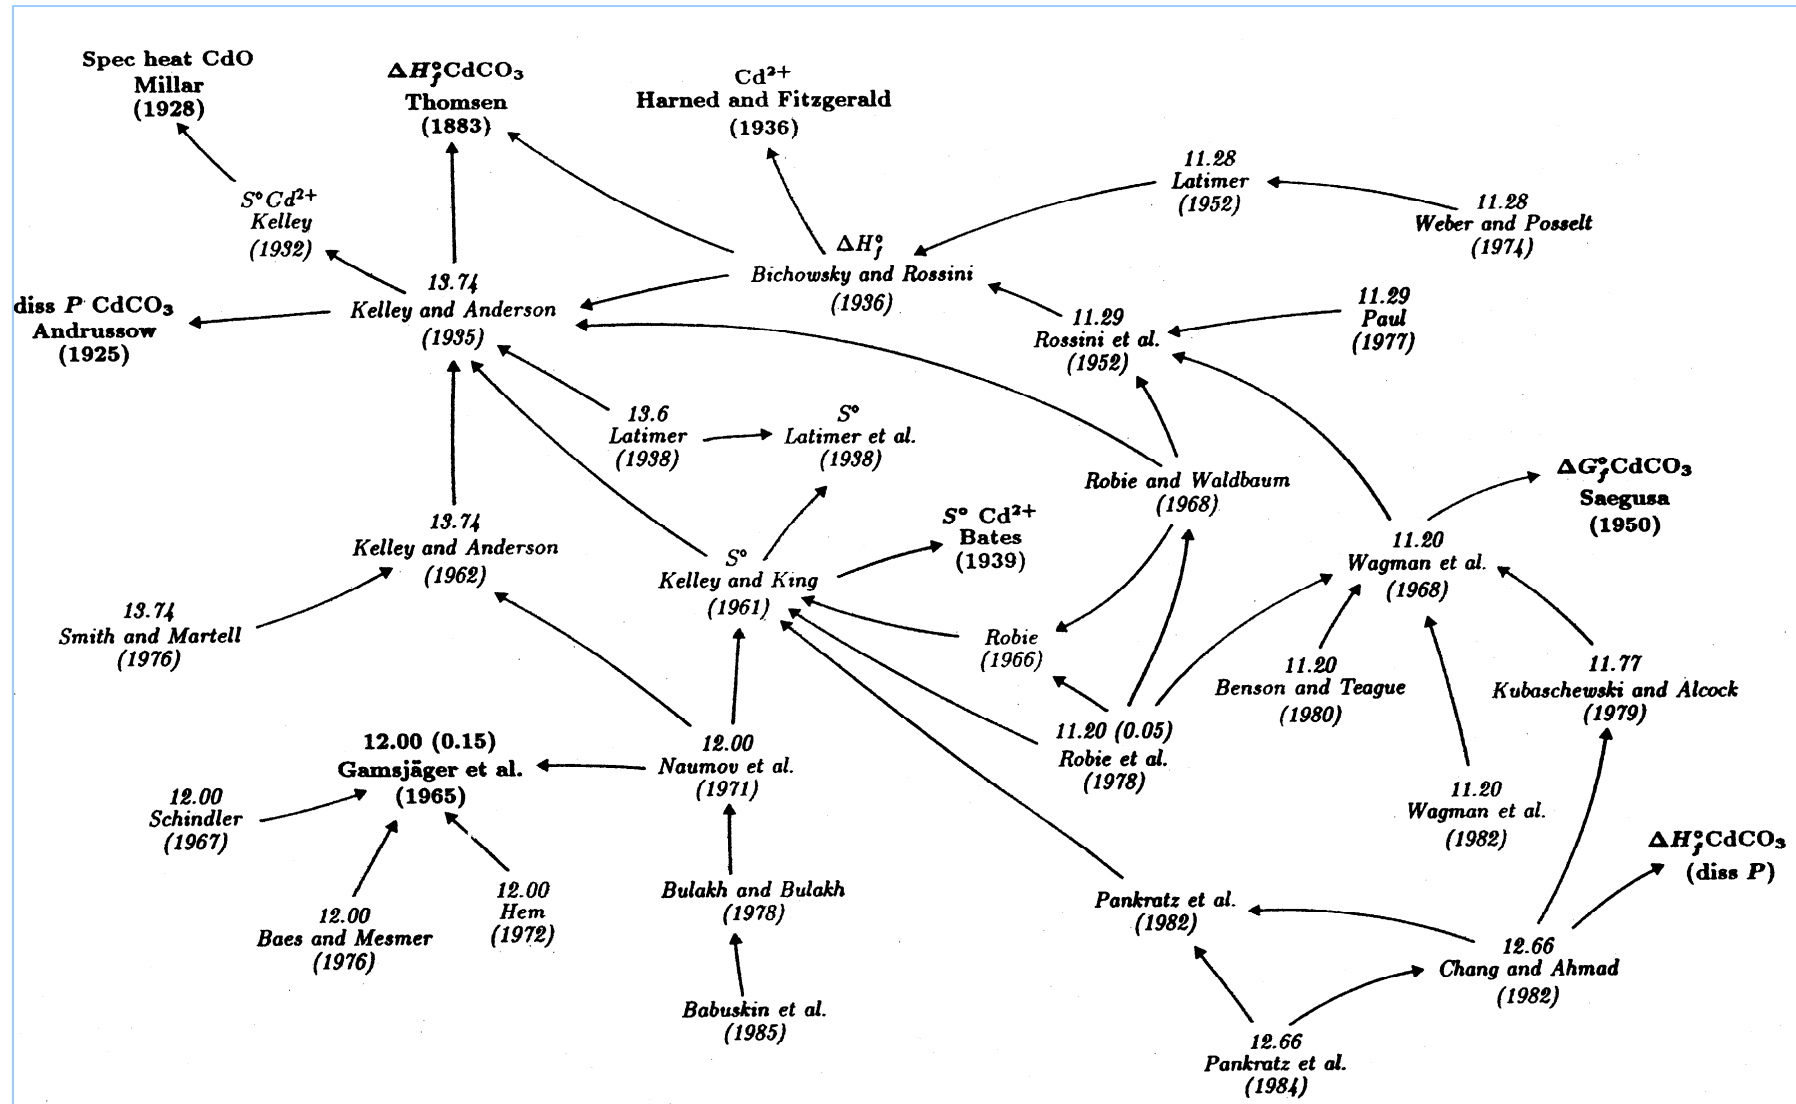 Spec heat CdO
Millar
(1928)
ΔH°fCdCO₃
Thomsen
(1883)
Cd²⁺
Harned and Fitzgerald
(1936)
11.28
Latimer
(1952)
11.28
Weber and Posselt
(1974)
S°Cd²⁺
Kelley
(1932)
ΔH°f
Bichowsky and Rossini
(1936)
13.74
Kelley and Anderson
(1935)
diss P CdCO₃
Andrussow
(1925)
11.29
Rossini et al.
(1952)
11.29
Paul
(1977)
13.6
Latimer
(1938)
S°
Latimer et al.
(1938)
Robie and Waldbaum
(1968)
ΔG°fCdCO₃
Saegusa
(1950)
13.74
Kelley and Anderson
(1962)
S°
Kelley and King
(1961)
S° Cd²⁺
Bates
(1939)
11.20
Wagman et al.
(1968)
13.74
Smith and Martell
(1976)
Robie
(1966)
11.20
Benson and Teague
(1980)
11.77
Kubaschewski and Alcock
(1979)
12.00 (0.15)
Gamsjäger et al.
(1965)
12.00
Naumov et al.
(1971)
11.20 (0.05)
Robie et al.
(1978)
12.00
Schindler
(1967)
11.20
Wagman et al.
(1982)
ΔH°fCdCO₃
(diss P)
12.00
Baes and Mesmer
(1976)
12.00
Hem
(1972)
Bulakh and Bulakh
(1978)
Pankratz et al.
(1982)
12.66
Chang and Ahmad
(1982)
Babuskin et al.
(1985)
12.66
Pankratz et al.
(1984)